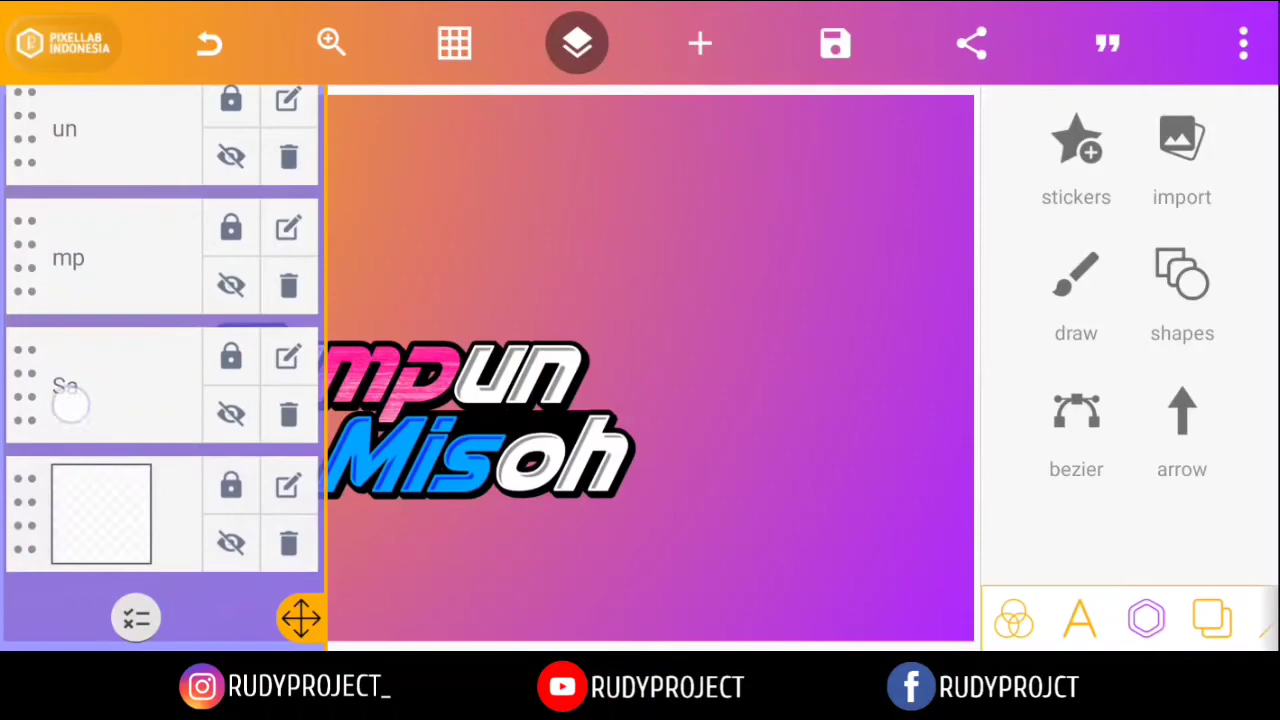 PIXELLAB
INDONESIA
un
mp
Sa
mpun
Misoh
stickers
import
draw
shapes
bezier
arrow
RUDYPROJECT_
RUDYPROJECT
RUDYPROJCT